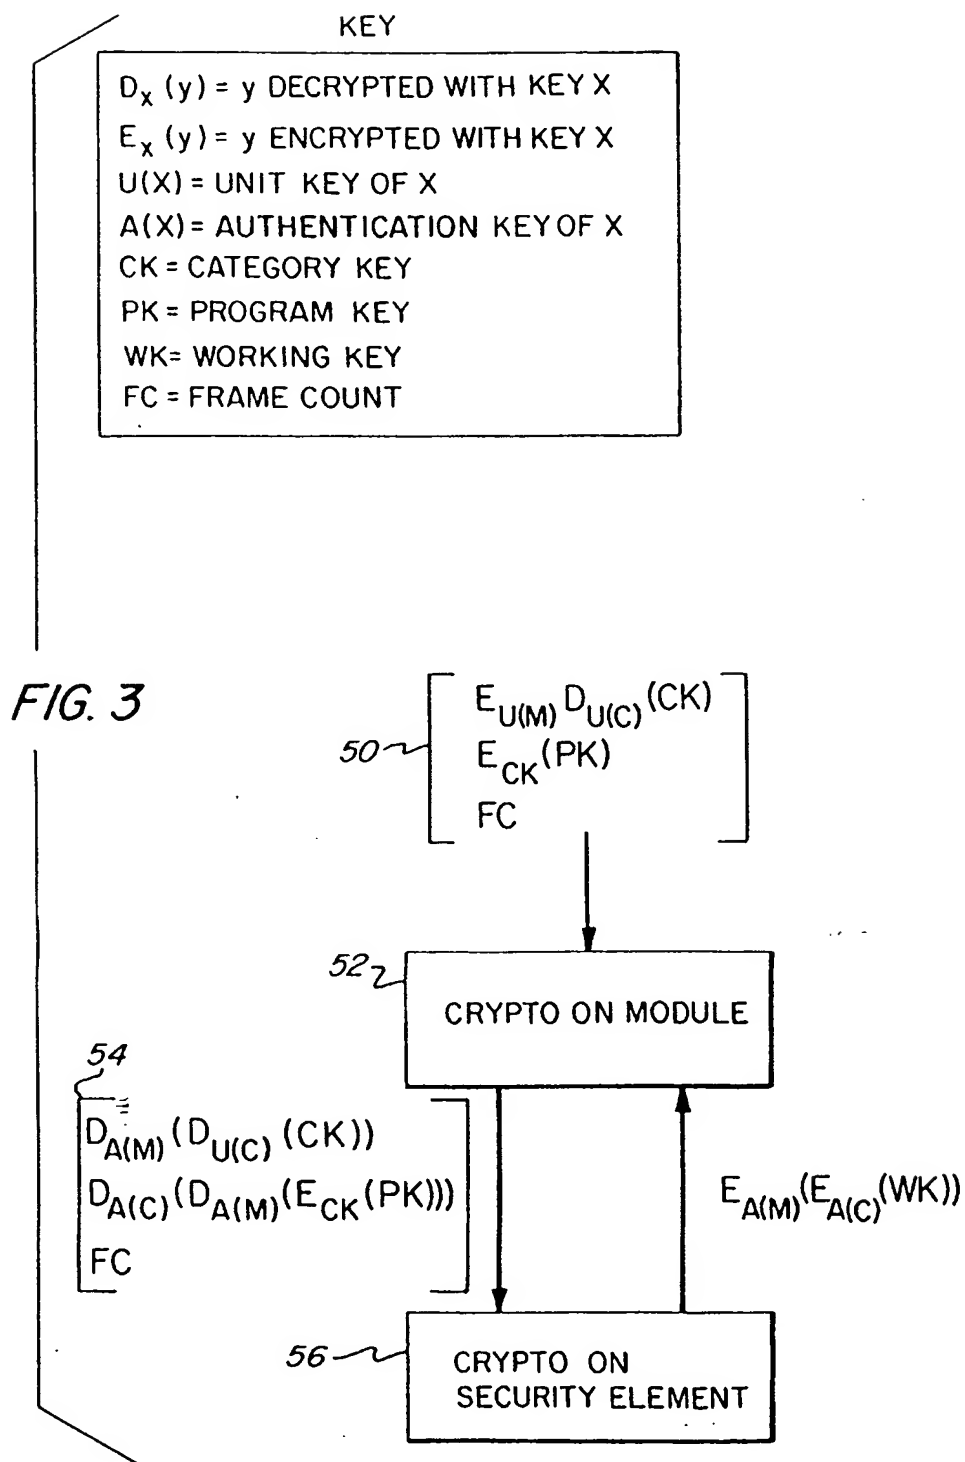 KEY
Dₓ (y) = y DECRYPTED WITH KEY X
Eₓ (y) = y ENCRYPTED WITH KEY X
U(X) = UNIT KEY OF X
A(X) = AUTHENTICATION KEY OF X
CK = CATEGORY KEY
PK = PROGRAM KEY
WK = WORKING KEY
FC = FRAME COUNT
FIG. 3
50
E_U(M) D_U(C) (CK)
E_CK (PK)
FC
52
CRYPTO ON MODULE
54
D_A(M) (D_U(C) (CK))
D_A(C) (D_A(M) (E_CK (PK)))
FC
E_A(M) (E_A(C) (WK))
56
CRYPTO ON
SECURITY ELEMENT